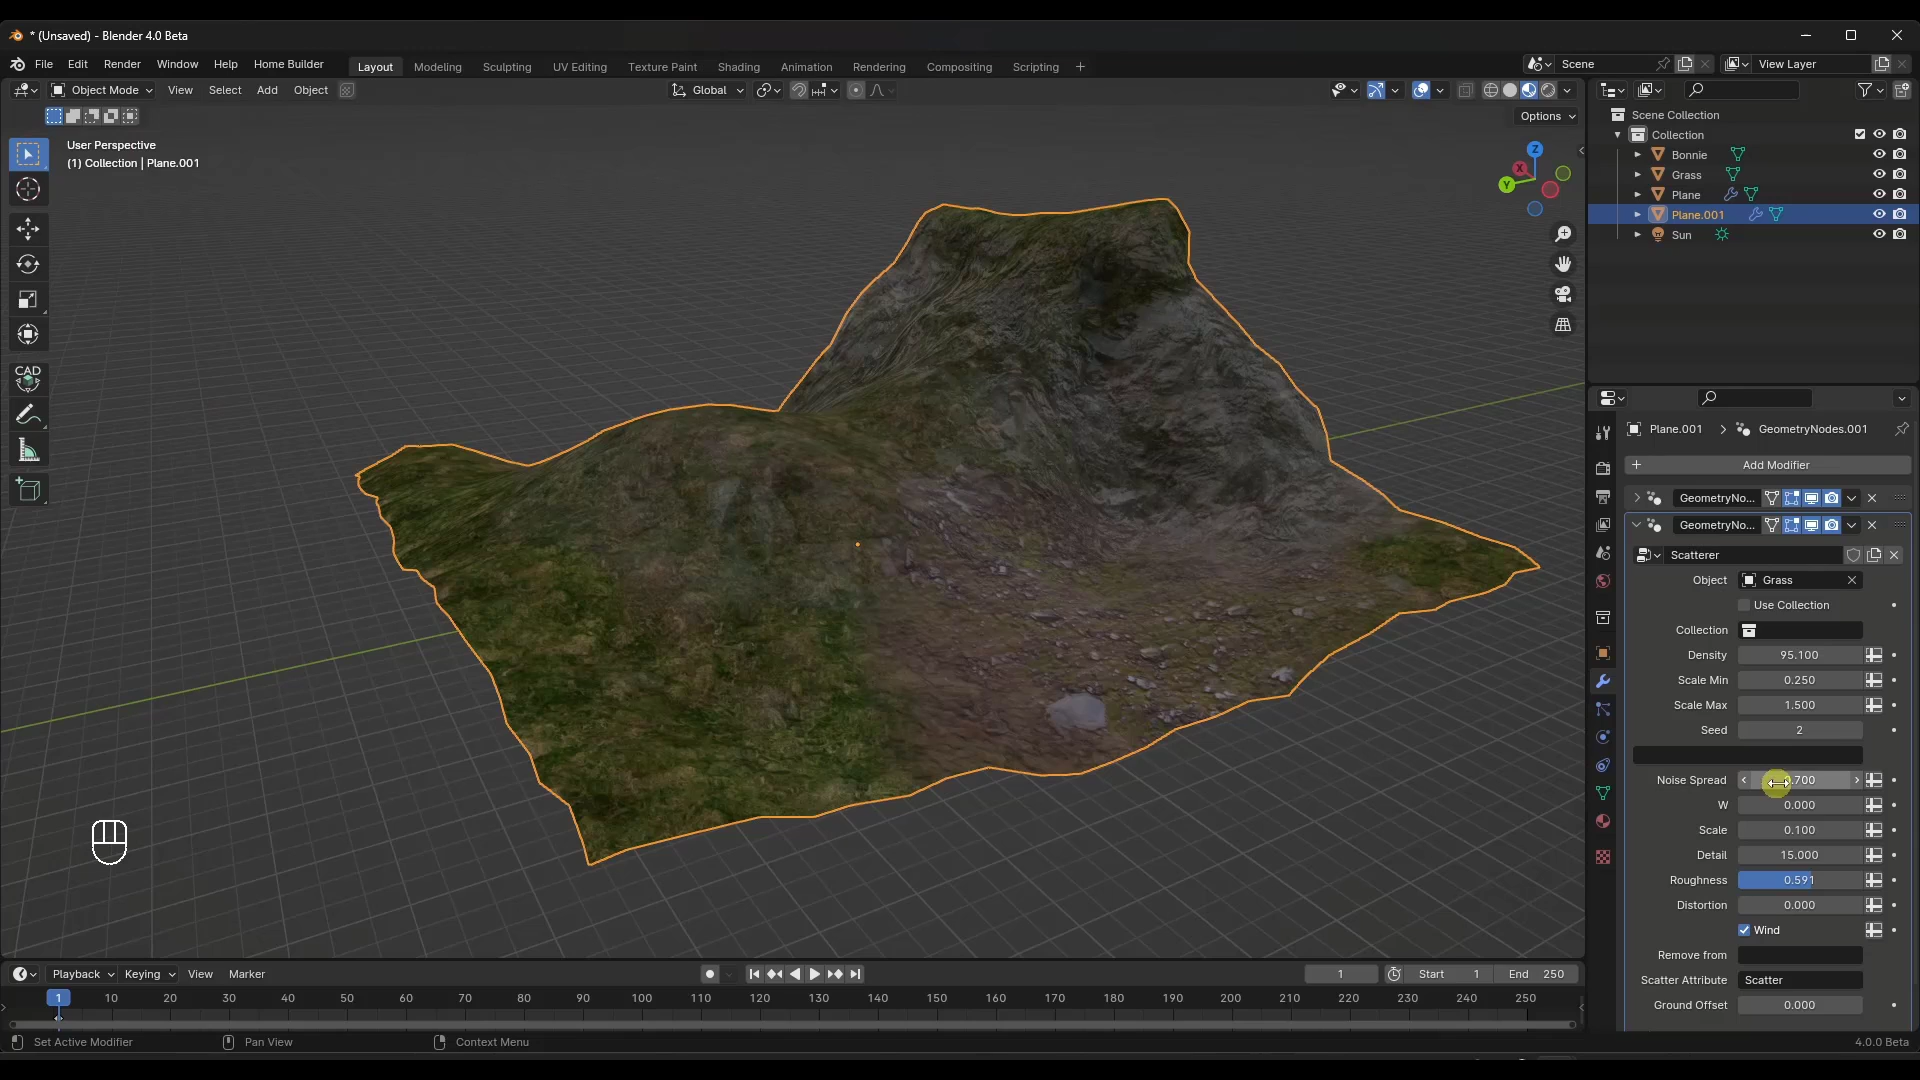 * (Unsaved) - Blender 4.0 Beta
File Edit Render Window Help Home Builder
Layout Modeling Sculpting UV Editing Texture Paint Shading Animation Rendering Compositing Scripting +
Scene View Layer
Object Mode View Select Add Object Global
Options
User Perspective
(1) Collection | Plane.001
Z
X
Y
CAD
Scene Collection
Collection
Bonnie
Grass
Plane
Plane.001
Sun
Plane.001 > GeometryNodes.001
+ Add Modifier
GeometryNo...
GeometryNo...
Scatterer
Object Grass
Use Collection
Collection
Density 95.100
Scale Min 0.250
Scale Max 1.500
Seed 2
Noise Spread 0.700
W 0.000
Scale 0.100
Detail 15.000
Roughness 0.591
Distortion 0.000
Wind
Remove from
Scatter Attribute Scatter
Ground Offset 0.000
Playback Keying View Marker
1 Start 1 End 250
1 10 20 30 40 50 60 70 80 90 100 110 120 130 140 150 160 170 180 190 200 210 220 230 240 250
Set Active Modifier Pan View Context Menu
4.0.0 Beta